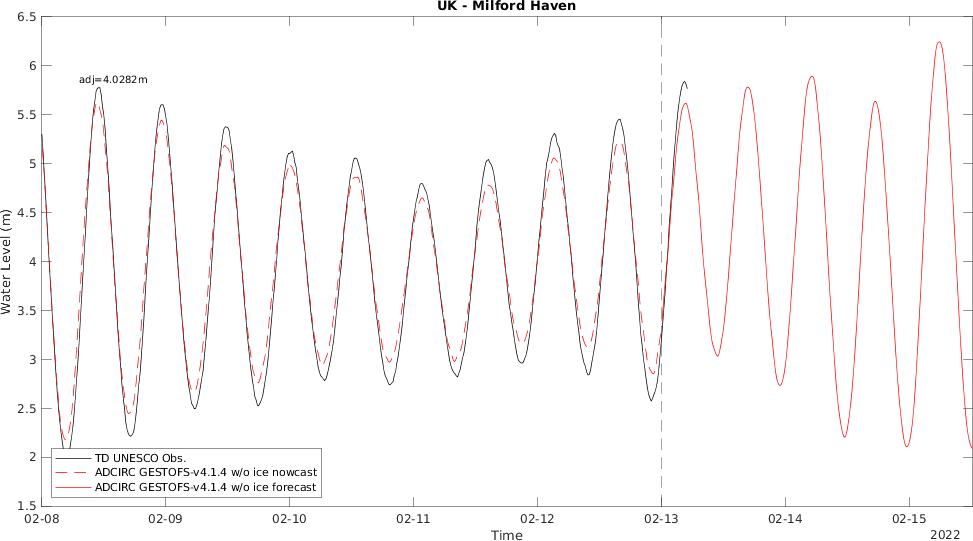 UK - Milford Haven
6.5
6
5.5
5
4.5
4
3.5
3
2.5
2
1.5
Water Level (m)
adj=4.0282m
TD UNESCO Obs.
ADCIRC GESTOFS-v4.1.4 w/o ice nowcast
ADCIRC GESTOFS-v4.1.4 w/o ice forecast
02-08 02-09 02-10 02-11 02-12 02-13 02-14 02-15
Time
2022